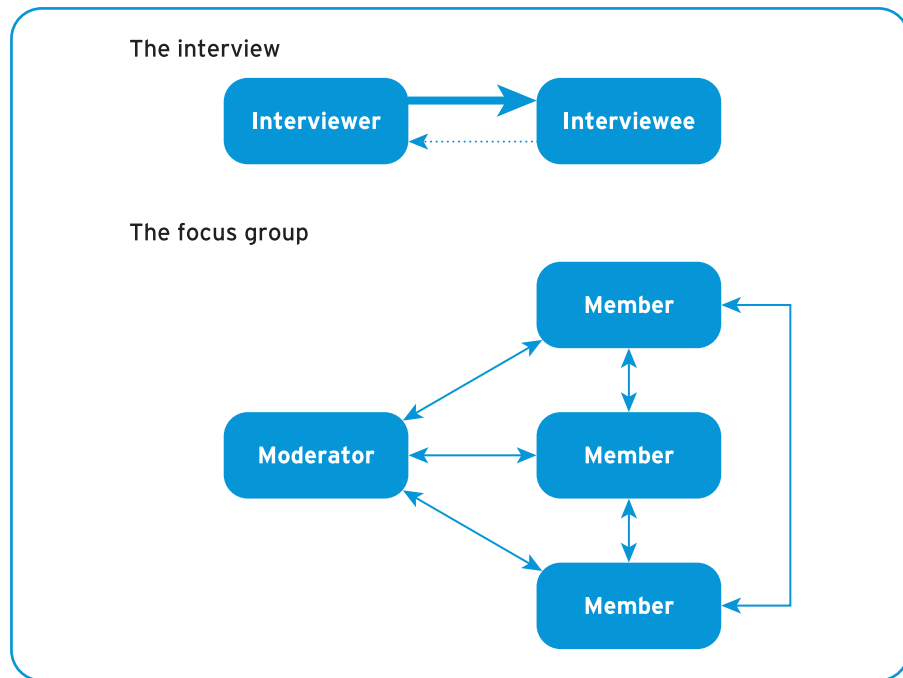 The interview
Interviewer
Interviewee
The focus group
Member
Moderator
Member
Member